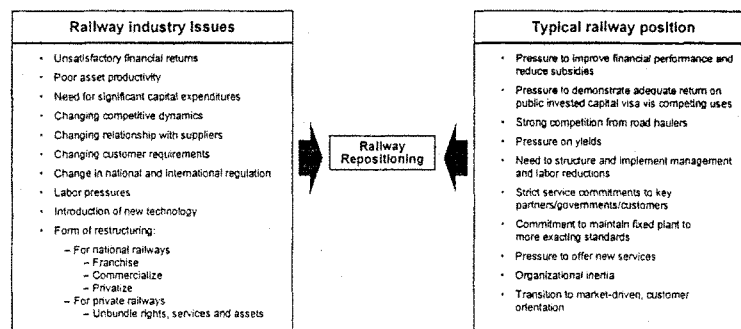 Railway industry Issues
· Unsatisfactory financial returns
· Poor asset productivity
· Need for significant capital expenditures
· Changing competitive dynamics
· Changing relationship with suppliers
· Changing customer requirements
· Change in national and international regulation
· Labor pressures
· Introduction of new technology
· Form of restructuring:
– For national railways
– Franchise
– Commercialize
– Privatize
– For private railways
– Unbundle rights, services and assets
Railway
Repositioning
Typical railway position
· Pressure to improve financial performance and
reduce subsidies
· Pressure to demonstrate adequate return on
public invested capital visa vis competing uses
· Strong competition from road haulers
· Pressure on yields
· Need to structure and implement management
and labor reductions
· Strict service commitments to key
partners/governments/customers
· Commitment to maintain fixed plant to
more exacting standards
· Pressure to offer new services
· Organizational inertia
· Transition to market-driven, customer
orientation